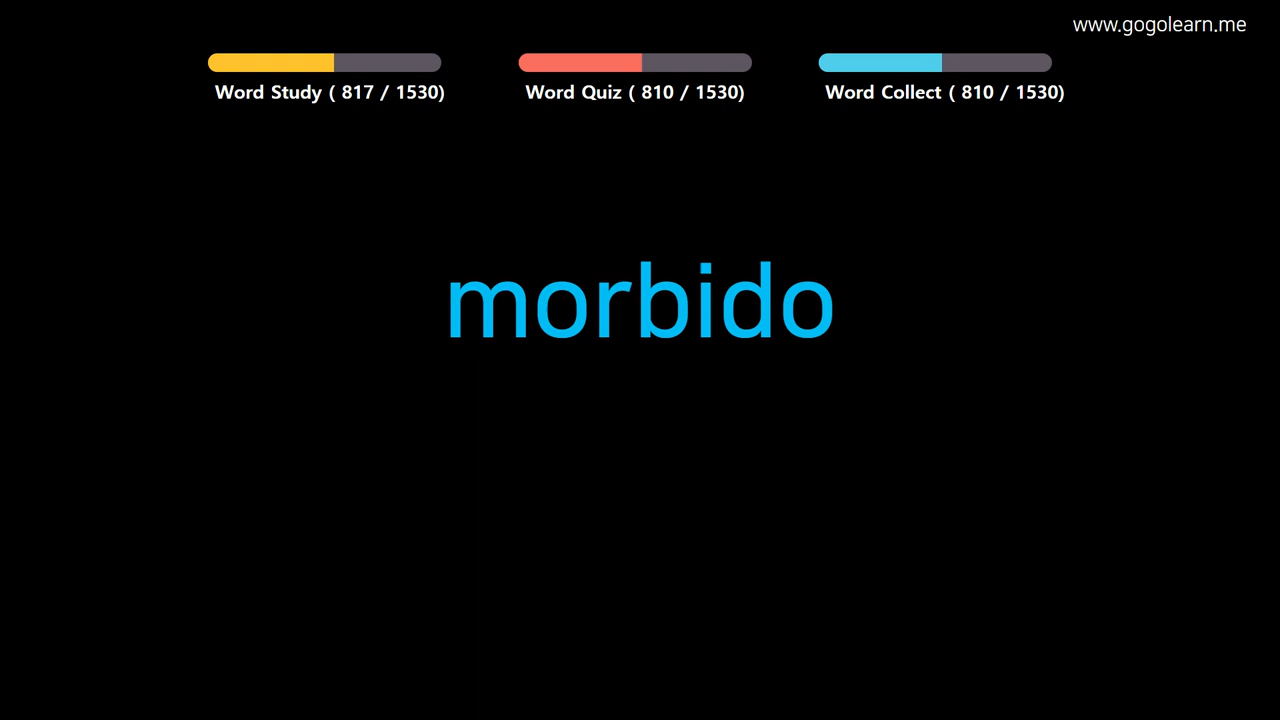 www.gogolearn.me
Word Study ( 817 / 1530)
Word Quiz ( 810 / 1530)
Word Collect ( 810 / 1530)
morbido